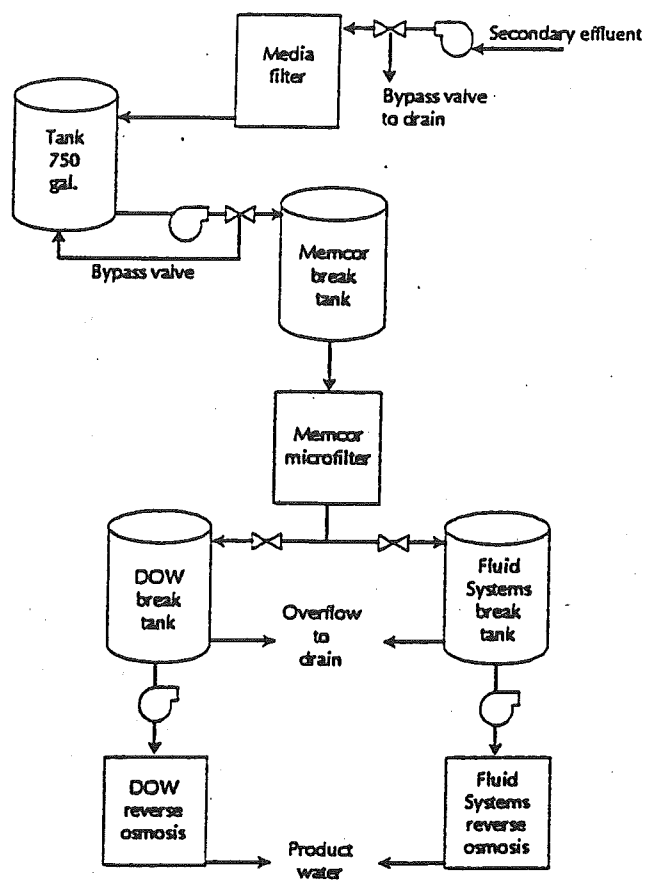 Secondary effluent
Media
filter
Bypass valve
to drain
Tank
750
gal.
Bypass valve
Memcor
break
tank
Memcor
microfilter
DOW
break
tank
Overflow
to
drain
Fluid
Systems
break
tank
DOW
reverse
osmosis
Product
water
Fluid
Systems
reverse
osmosis